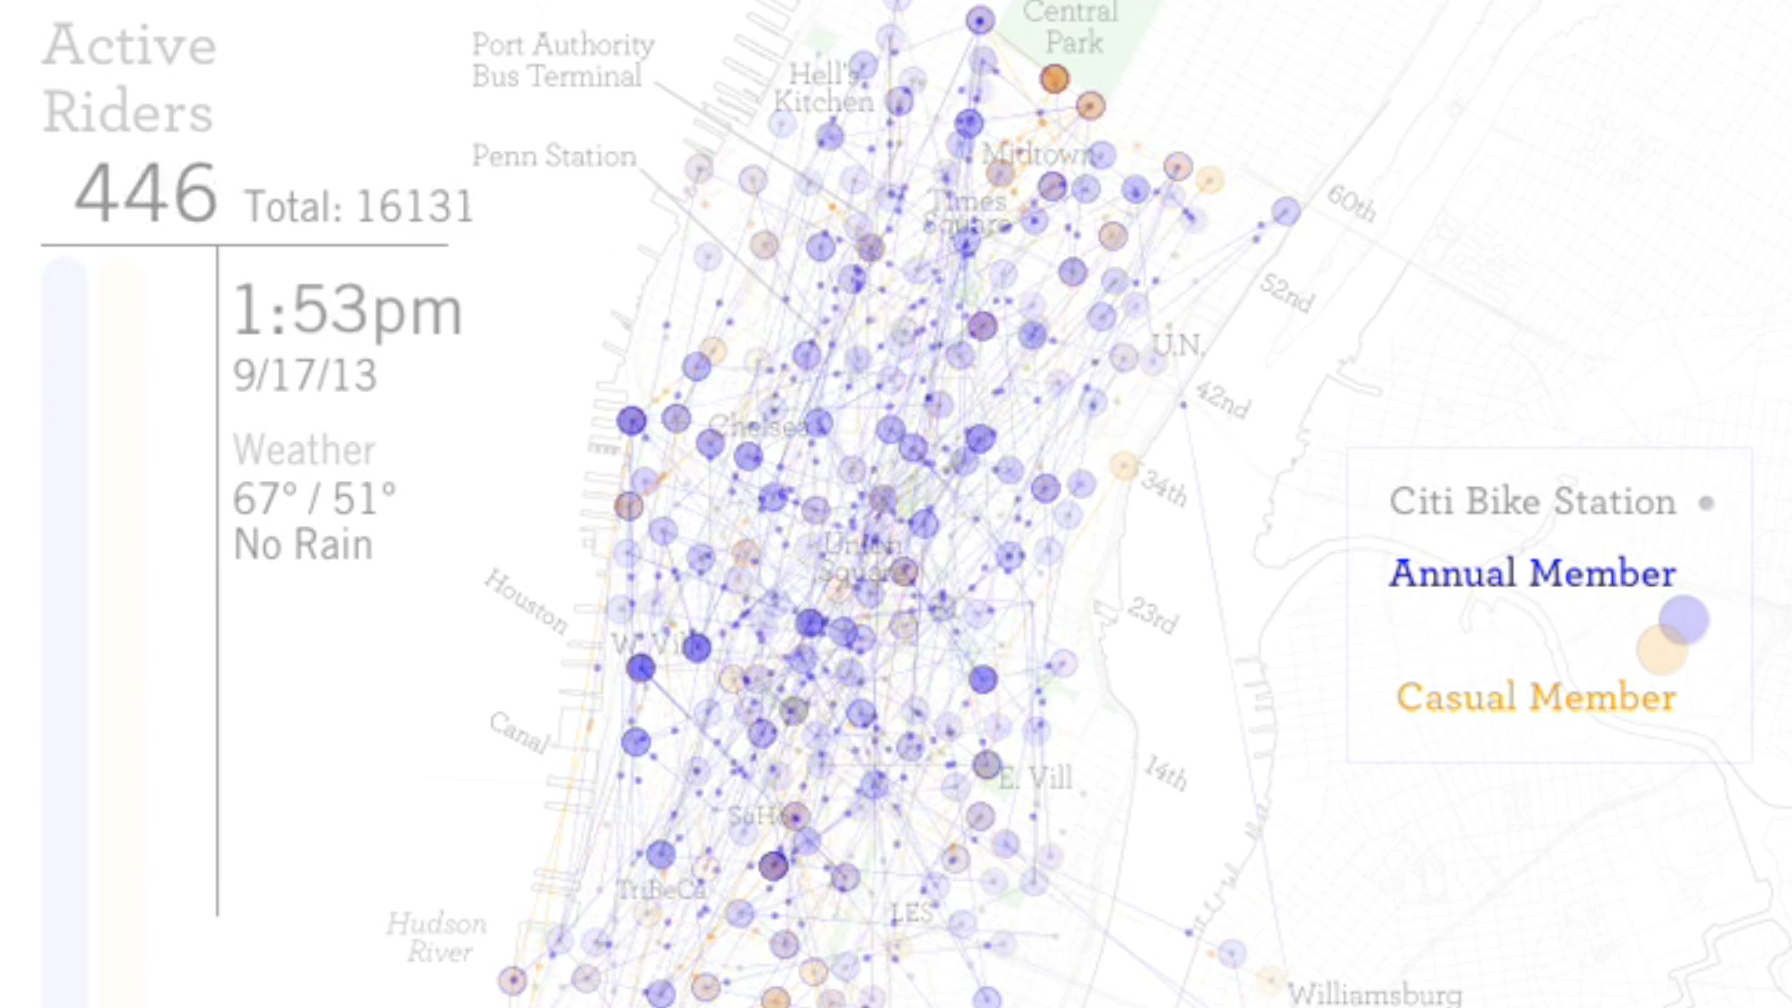 Active
Riders
446 Total: 16131
1:53pm
9/17/13
Weather
67° / 51°
No Rain
Port Authority
Bus Terminal
Penn Station
Central
Park
Hell's
Kitchen
Midtown
Times
Square
60th
52nd
U.N.
42nd
Chelsea
34th
Union
Square
Houston
23rd
W. Vill
Canal
14th
E. Vill
SoHo
TriBeCa
LES
Hudson
River
Williamsburg
Citi Bike Station
Annual Member
Casual Member